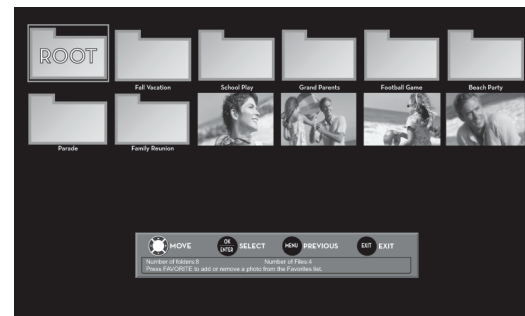 ROOT
Fall Vacation School Play Grand Parents Football Game Beach Party
Parade Family Reunion
MOVE OK ENTER SELECT MENU PREVIOUS EXIT EXIT
Number of folders:8 Number of Files:4
Press FAVORITE to add or remove a photo from the Favorites list.